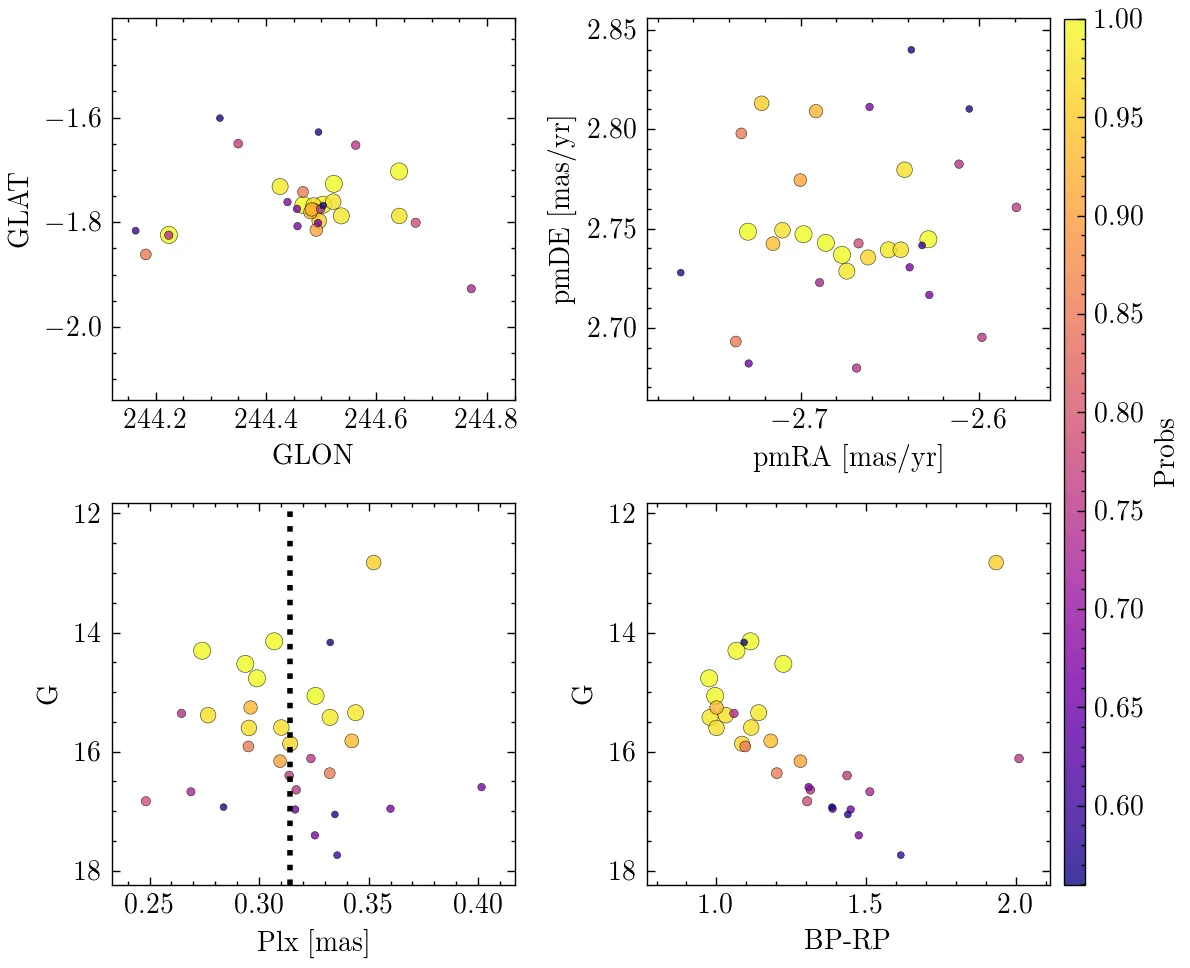 GLAT
−1.6
−1.8
−2.0
244.2 244.4 244.6 244.8
GLON
pmDE [mas/yr]
2.85
2.80
2.75
2.70
−2.7 −2.6
pmRA [mas/yr]
G
12
14
16
18
0.25 0.30 0.35 0.40
Plx [mas]
G
12
14
16
18
1.0 1.5 2.0
BP-RP
1.00
0.95
0.90
0.85
0.80
0.75
0.70
0.65
0.60
Probs